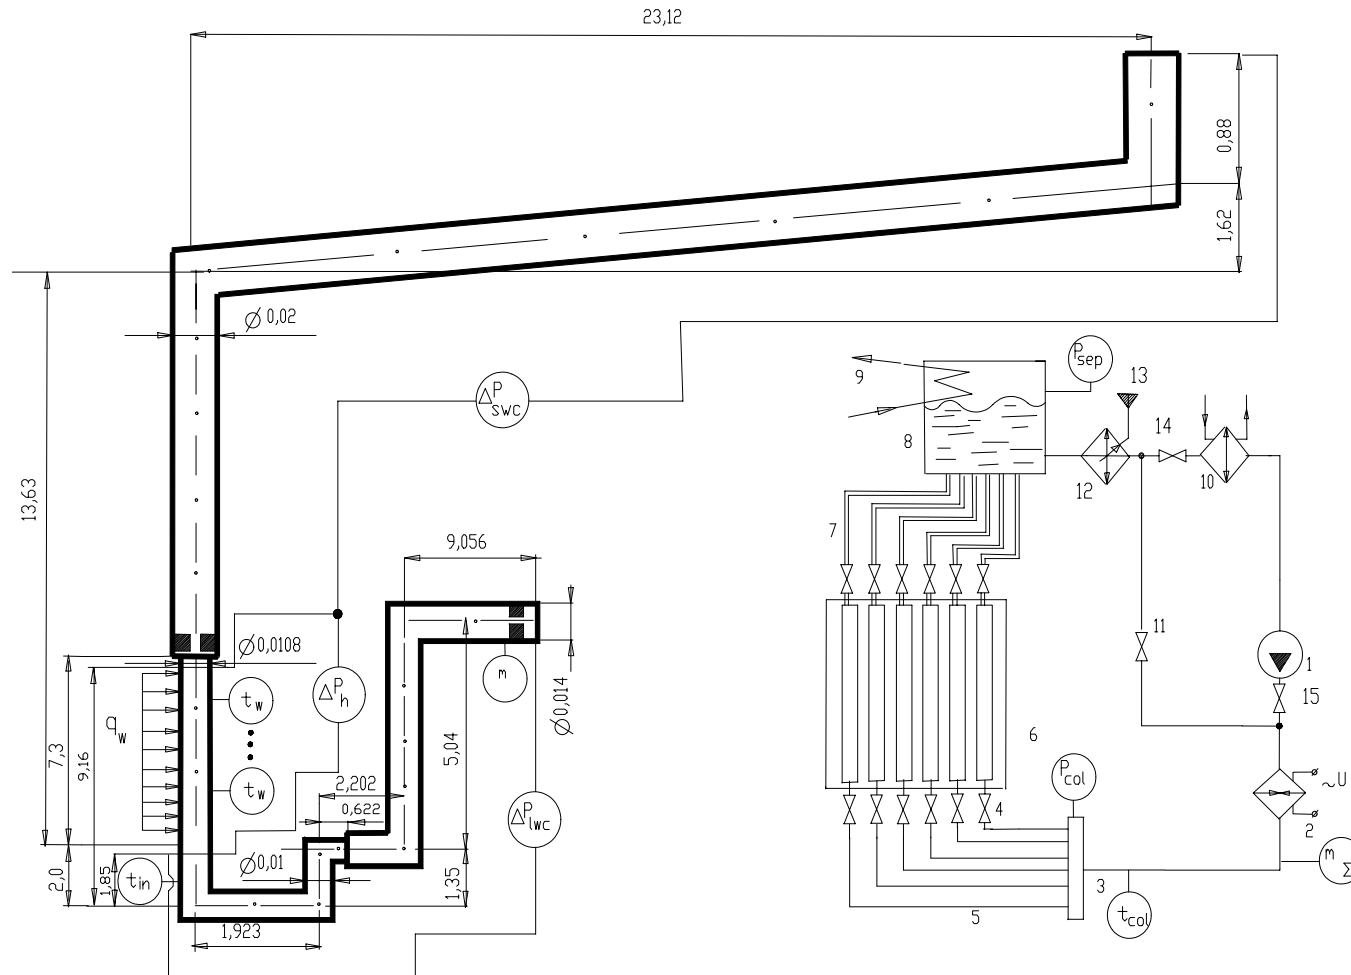 23,12
0,88
1,62
Ø 0,02
ΔP swc
13,63
9,056
Ø0,0108
m
Ø0,014
t w
ΔP h
q w
5,04
7,3
9,16
t w
2,202
0,622
ΔP lwc
Ø0,01
2,0
1,85
t in
1,35
1,923
P sep
9
13
8
14
12
10
7
11
1
15
6
P col
4
~U
2
m Σ
3
t col
5